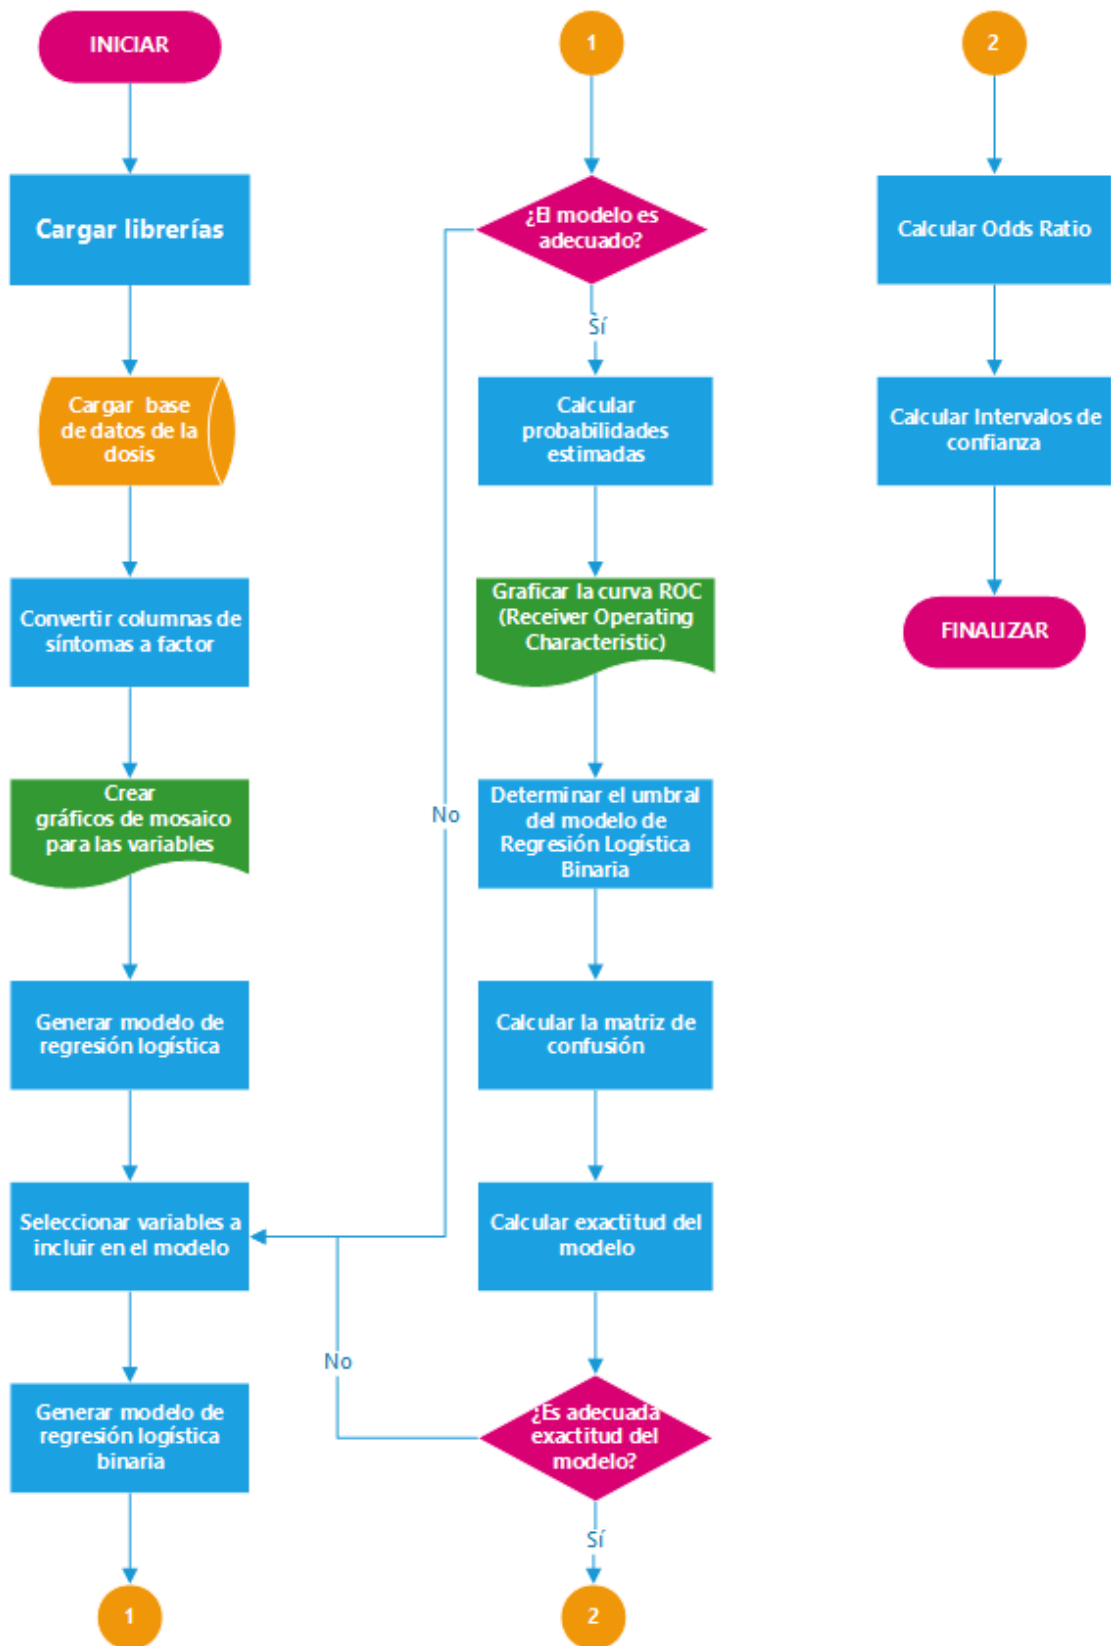 INICIAR
Cargar librerías
Cargar base
de datos de la
dosis
Convertir columnas de
síntomas a factor
Crear
gráficos de mosaico
para las variables
Generar modelo de
regresión logística
Seleccionar variables a
incluir en el modelo
Generar modelo de
regresión logística
binaria
1
1
¿El modelo es
adecuado?
No
Sí
Calcular
probabilidades
estimadas
Graficar la curva ROC
(Receiver Operating
Characteristic)
Determinar el umbral
del modelo de
Regresión Logística
Binaria
Calcular la matriz de
confusión
Calcular exactitud del
modelo
¿Es adecuada
exactitud del
modelo?
No
Sí
2
2
Calcular Odds Ratio
Calcular Intervalos de
confianza
FINALIZAR